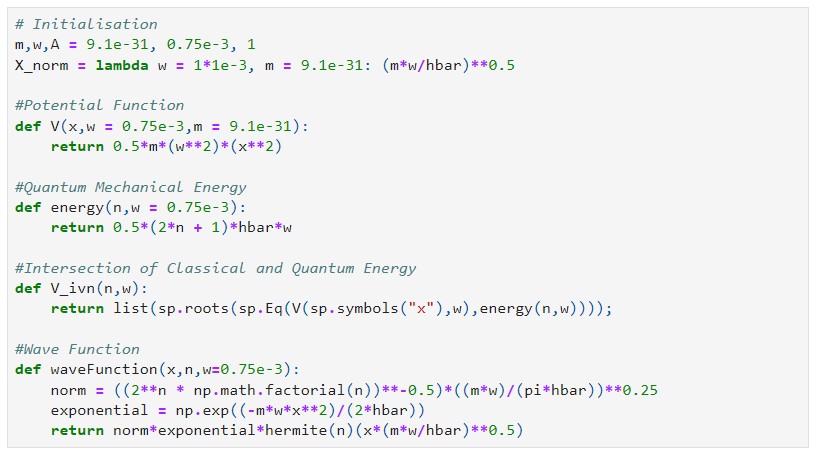 # Initialisation
m,w,A = 9.1e-31, 0.75e-3, 1
X_norm = lambda w = 1*1e-3, m = 9.1e-31: (m*w/hbar)**0.5

#Potential Function
def V(x,w = 0.75e-3,m = 9.1e-31):
    return 0.5*m*(w**2)*(x**2)

#Quantum Mechanical Energy
def energy(n,w = 0.75e-3):
    return 0.5*(2*n + 1)*hbar*w

#Intersection of Classical and Quantum Energy
def V_ivn(n,w):
    return list(sp.roots(sp.Eq(V(sp.symbols("x"),w),energy(n,w))));

#Wave Function
def waveFunction(x,n,w=0.75e-3):
    norm = ((2**n * np.math.factorial(n))**-0.5)*((m*w)/(pi*hbar))**0.25
    exponential = np.exp((-m*w*x**2)/(2*hbar))
    return norm*exponential*hermite(n)(x*(m*w/hbar)**0.5)